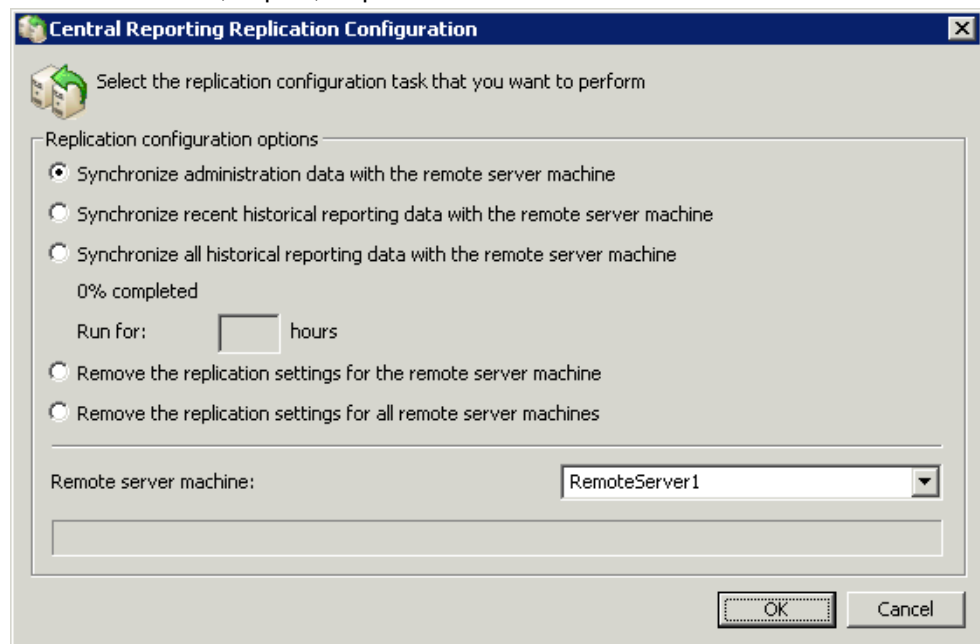 Central Reporting Replication Configuration
Select the replication configuration task that you want to perform
Replication configuration options
Synchronize administration data with the remote server machine
Synchronize recent historical reporting data with the remote server machine
Synchronize all historical reporting data with the remote server machine
0% completed
Run for: hours
Remove the replication settings for the remote server machine
Remove the replication settings for all remote server machines
Remote server machine: RemoteServer1
OK Cancel